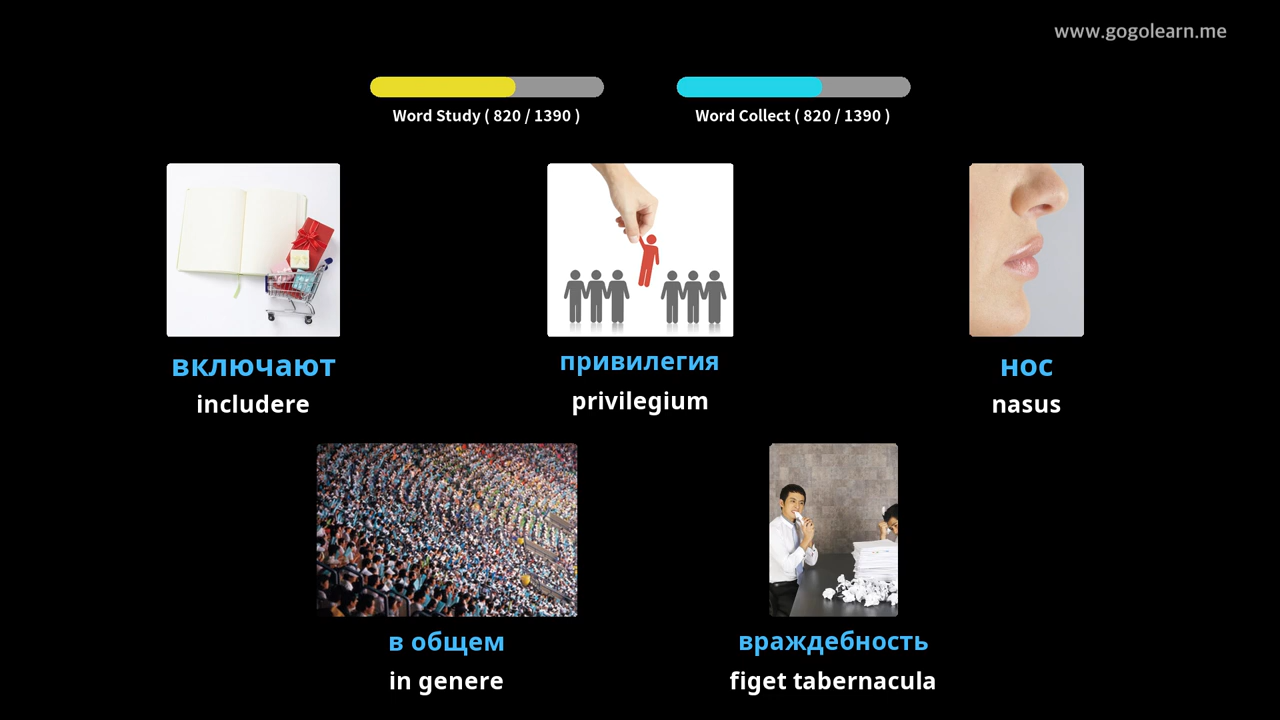 www.gogolearn.me
Word Study ( 820 / 1390 )
Word Collect ( 820 / 1390 )
включают
includere
привилегия
privilegium
нос
nasus
в общем
in genere
враждебность
figet tabernacula